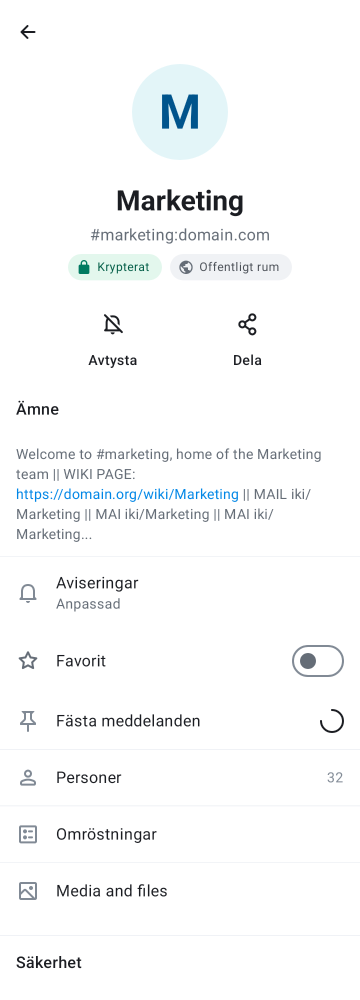 M
Marketing
#marketing:domain.com
Krypterat
Offentligt rum
Avtysta
Dela
Ämne
Welcome to #marketing, home of the Marketing
team || WIKI PAGE:
https://domain.org/wiki/Marketing || MAIL iki/
Marketing || MAI iki/Marketing || MAI iki/
Marketing...
Aviseringar
Anpassad
Favorit
Fästa meddelanden
Personer 32
Omröstningar
Media and files
Säkerhet